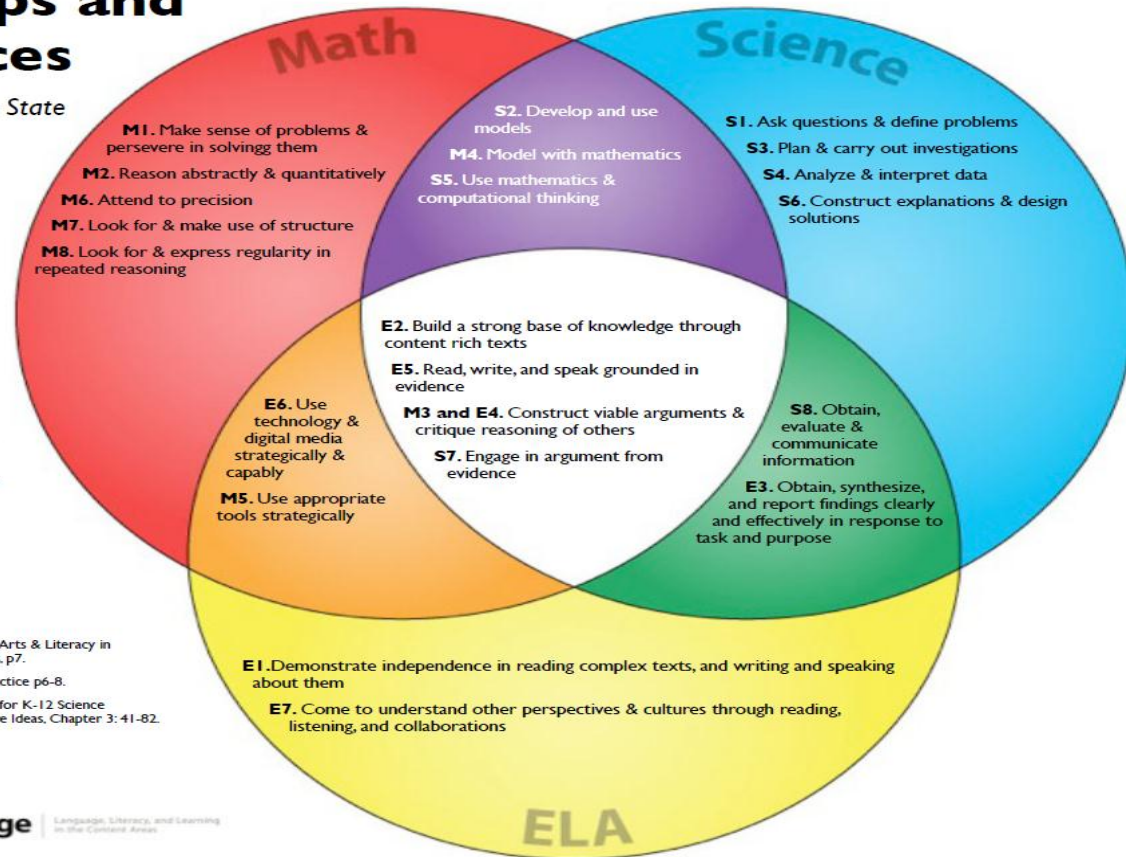 ps and
ces
State
Math
M1. Make sense of problems &
persevere in solvingg them
M2. Reason abstractly & quantitatively
M6. Attend to precision
M7. Look for & make use of structure
M8. Look for & express regularity in
repeated reasoning
S2. Develop and use
models
M4. Model with mathematics
S5. Use mathematics &
computational thinking
Science
S1. Ask questions & define problems
S3. Plan & carry out investigations
S4. Analyze & interpret data
S6. Construct explanations & design
solutions
E2. Build a strong base of knowledge through
content rich texts
E5. Read, write, and speak grounded in
evidence
M3 and E4. Construct viable arguments &
critique reasoning of others
S7. Engage in argument from
evidence
E6. Use
technology &
digital media
strategically &
capably
M5. Use appropriate
tools strategically
S8. Obtain,
evaluate &
communicate
information
E3. Obtain, synthesize,
and report findings clearly
and effectively in response to
task and purpose
E1.Demonstrate independence in reading complex texts, and writing and speaking
about them
E7. Come to understand other perspectives & cultures through reading,
listening, and collaborations
ELA
Arts & Literacy in
, p7.
ctice p6-8.
for K-12 Science
e Ideas, Chapter 3: 41-82.
ge
Language, Literacy, and Learning
in the Content Areas